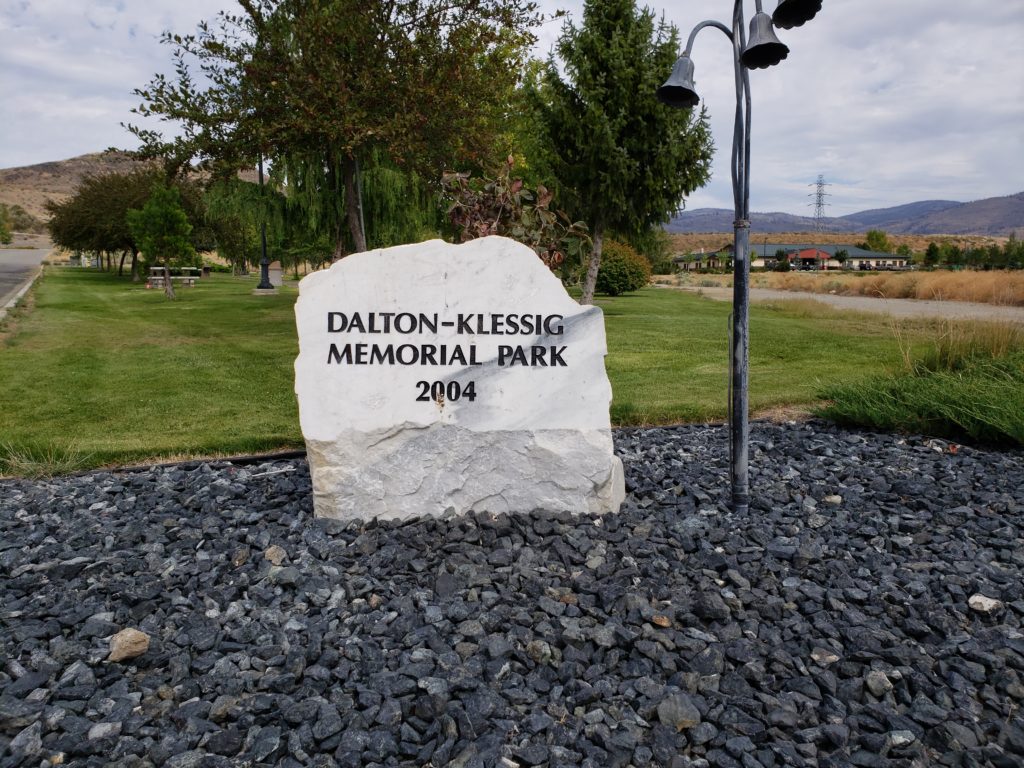 DALTON-KLESSIG
MEMORIAL PARK
2004